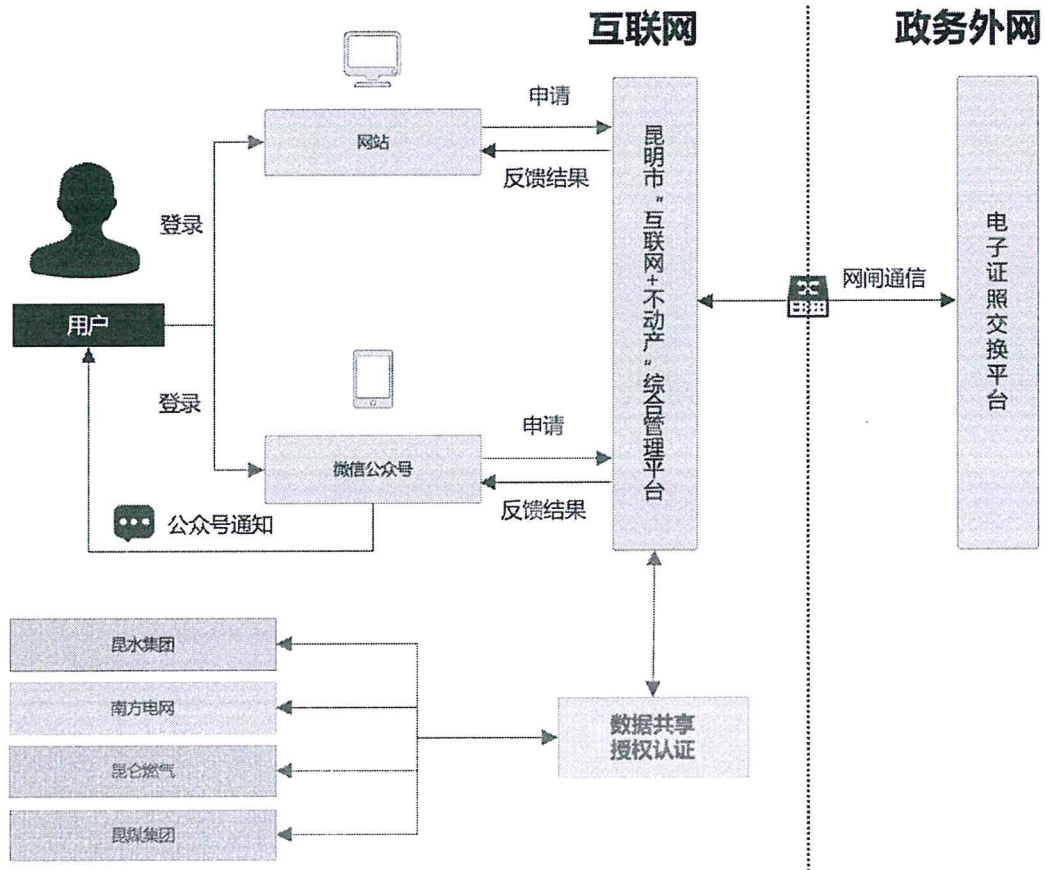 互联网
政务外网
申请
网站
反馈结果
登录
昆明市“互联网+不动产”综合管理平台
电子证照交换平台
网闸通信
用户
登录
申请
微信公众号
反馈结果
公众号通知
昆水集团
南方电网
昆仑燃气
昆煤集团
数据共享
授权认证